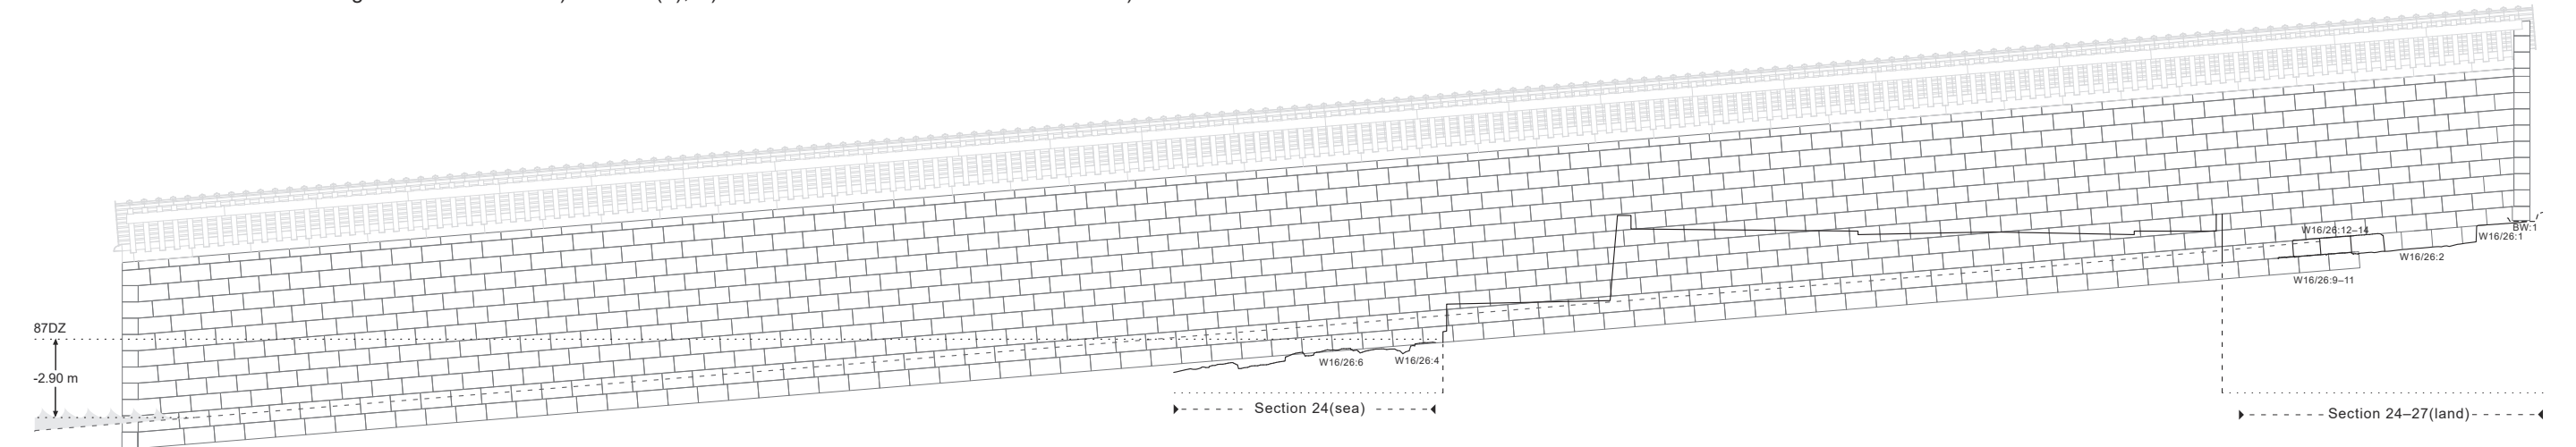 W16/26:12–14
BW:1
W16/26:1
W16/26:2
W16/26:9–11
87DZ
-2.90 m
W16/26:6
W16/26:4
Section 24(sea)
Section 24–27(land)